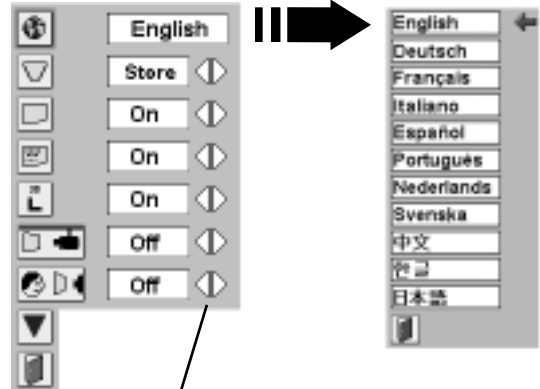 English
Store
On
On
On
Off
Off
English
Deutsch
Français
Italiano
Español
Português
Nederlands
Svenska
中文
한글
日本語